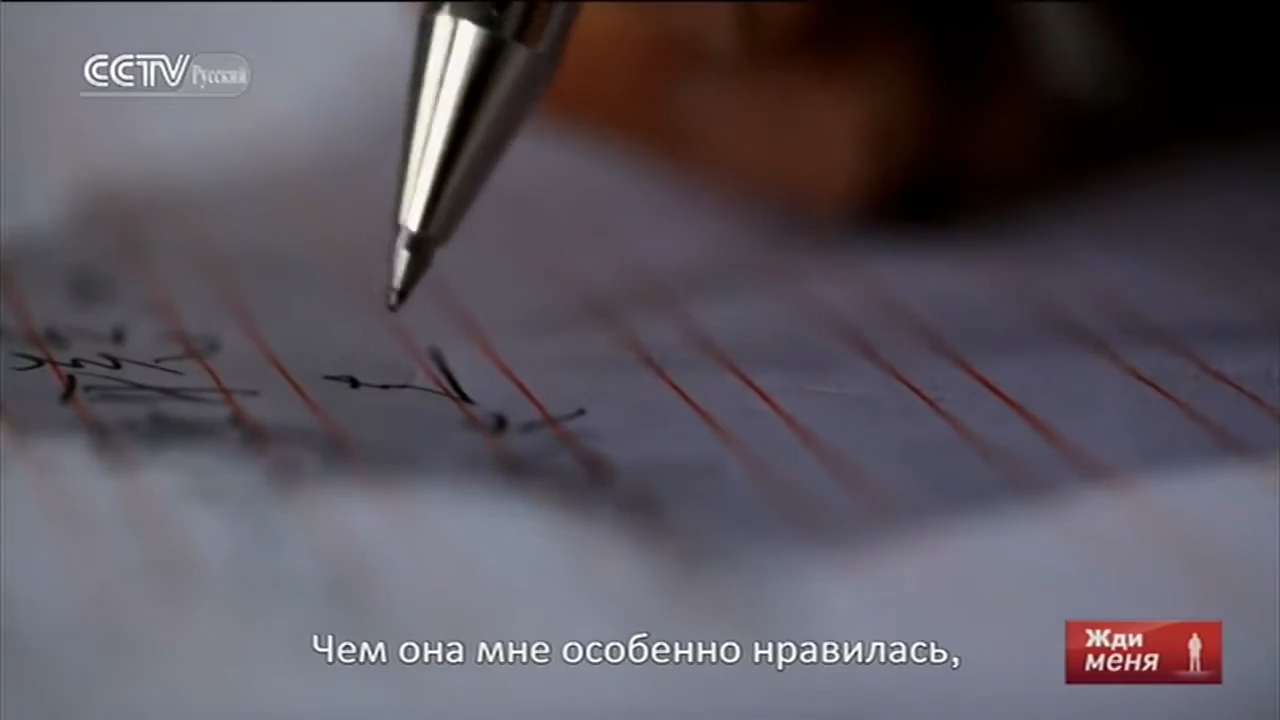 CCTV Русский
Чем она мне особенно нравилась,
Жди
меня